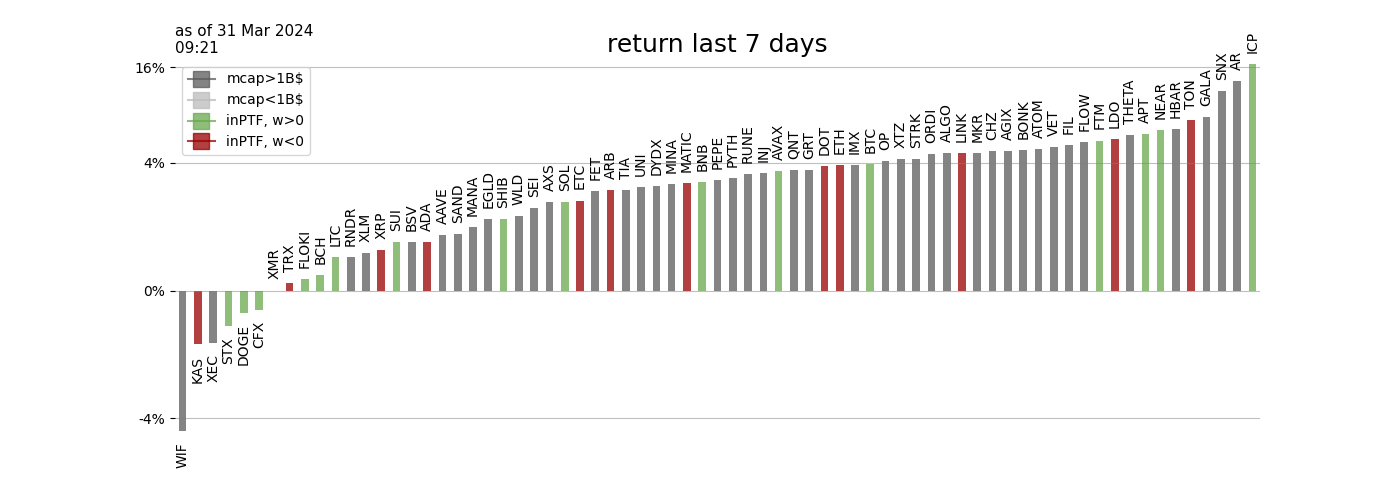 as of 31 Mar 2024
09:21
return last 7 days
mcap>1B$
mcap<1B$
inPTF, w>0
inPTF, w<0
16%
4%
0%
-4%
WIF
KAS
XEC
STX
DOGE
CFX
XMR
TRX
FLOKI
BCH
LTC
RNDR
XLM
XRP
SUI
BSV
ADA
AAVE
SAND
MANA
EGLD
SHIB
WLD
SEI
AXS
SOL
ETC
FET
ARB
TIA
UNI
DYDX
MINA
MATIC
BNB
PEPE
PYTH
RUNE
INJ
AVAX
QNT
GRT
DOT
ETH
IMX
BTC
OP
XTZ
STRK
ORDI
ALGO
LINK
MKR
CHZ
AGIX
BONK
ATOM
VET
FIL
FLOW
FTM
LDO
THETA
APT
NEAR
HBAR
TON
GALA
SNX
AR
ICP